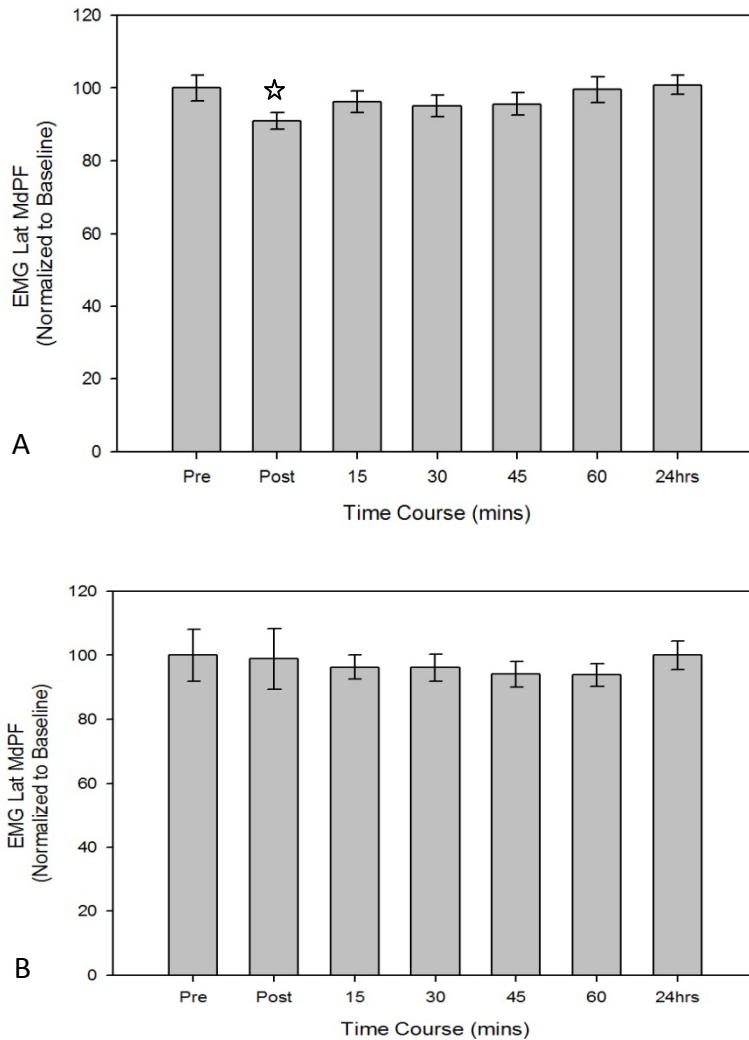 120
100
80
60
40
20
0
EMG Lat MdPF
(Normalized to Baseline)
A
Pre Post 15 30 45 60 24hrs
Time Course (mins)
120
100
80
60
40
20
0
EMG Lat MdPF
(Normalized to Baseline)
B
Pre Post 15 30 45 60 24hrs
Time Course (mins)